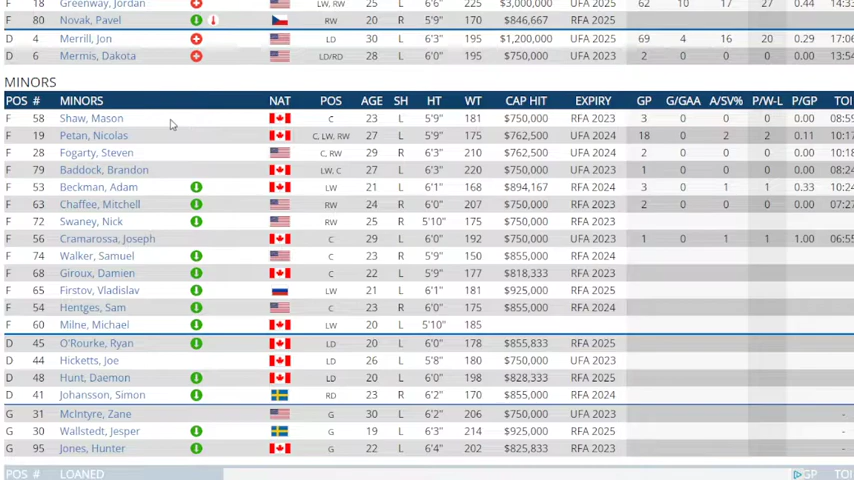 F 18 Greenway, Jordan LW, RW 25 L 6'6" 225 $3,000,000 UFA 2025 62 10 17 27 0.44 14:33
F 80 Novak, Pavel RW 20 R 5'9" 170 $846,667 RFA 2025
D 4 Merrill, Jon LD 30 L 6'3" 195 $1,200,000 UFA 2025 69 4 16 20 0.29 17:06
D 6 Mermis, Dakota LD/RD 28 L 6'0" 195 $750,000 UFA 2023 2 0 0 0 0.00 13:54
MINORS
POS # MINORS NAT POS AGE SH HT WT CAP HIT EXPIRY GP G/GAA A/SV% P/W-L P/GP TOI
F 58 Shaw, Mason C 23 L 5'9" 181 $750,000 RFA 2023 3 0 0 0 0.00 08:59
F 19 Petan, Nicolas C, LW, RW 27 L 5'9" 175 $762,500 UFA 2024 18 0 2 2 0.11 10:17
F 28 Fogarty, Steven C, RW 29 R 6'3" 210 $762,500 UFA 2024 2 0 0 0 0.00
F 79 Baddock, Brandon LW, C 27 L 6'3" 220 $750,000 UFA 2023 1 0 0 0 0.00 08:24
F 53 Beckman, Adam LW 21 L 6'1" 168 $894,167 RFA 2024 3 0 1 1 0.33
F 63 Chaffee, Mitchell RW 24 R 6'0" 207 $750,000 RFA 2024 2 0 0 0 0.00 07:27
F 72 Swaney, Nick RW 25 R 5'10" 175 $750,000 RFA 2023
F 56 Cramarossa, Joseph C 29 L 6'0" 192 $750,000 UFA 2023 1 0 1 1 1.00 06:55
F 74 Walker, Samuel C 23 R 5'9" 150 $855,000 RFA 2024
F 68 Giroux, Damien C 22 L 5'9" 177 $818,333 RFA 2023
F 65 Firstov, Vladislav LW 21 L 6'1" 181 $925,000 RFA 2025
F 54 Hentges, Sam C 23 R 6'0" 175 $855,000 RFA 2024
F 60 Milne, Michael LW 20 L 5'10" 185
D 45 O'Rourke, Ryan LD 20 L 6'0" 178 $855,833 RFA 2025
D 44 Hicketts, Joe LD 26 L 5'8" 180 $750,000 UFA 2023
D 48 Hunt, Daemon LD 20 L 6'0" 198 $828,333 RFA 2025
D 41 Johansson, Simon RD 23 R 6'2" 170 $855,000 RFA 2024
G 31 McIntyre, Zane G 30 L 6'2" 206 $750,000 UFA 2023 -
G 30 Wallstedt, Jesper G 19 L 6'3" 214 $925,000 RFA 2025 -
G 95 Jones, Hunter G 22 L 6'4" 202 $825,833 RFA 2023 -
POS # LOANED GP TOI